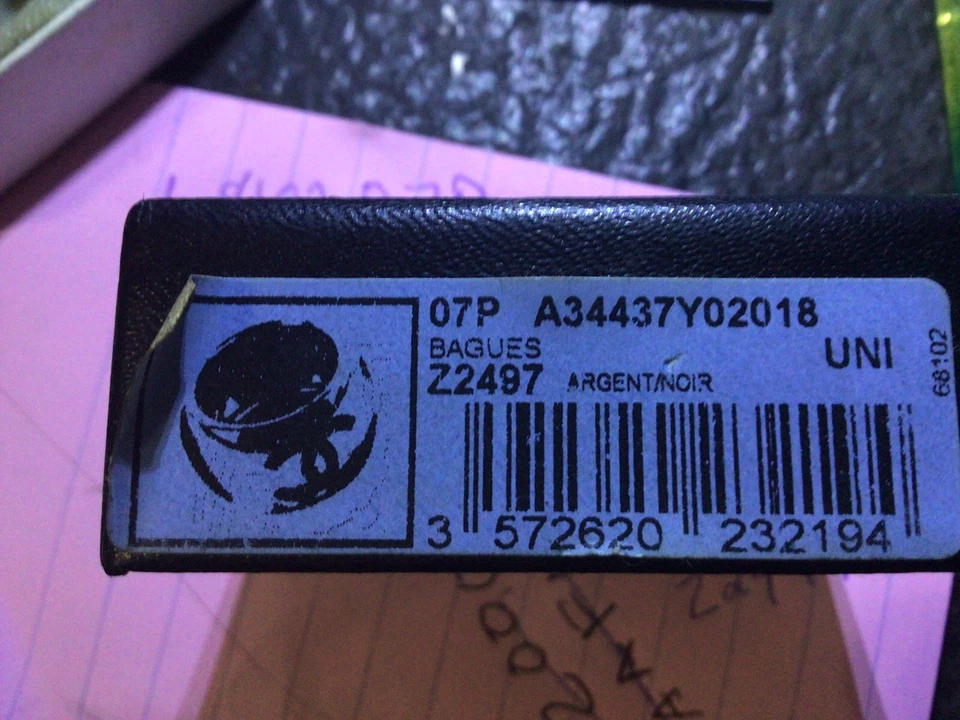 07P A34437Y02018
BAGUES
UNI
Z2497 ARGENT/NOIR
68102
3 572620 232194